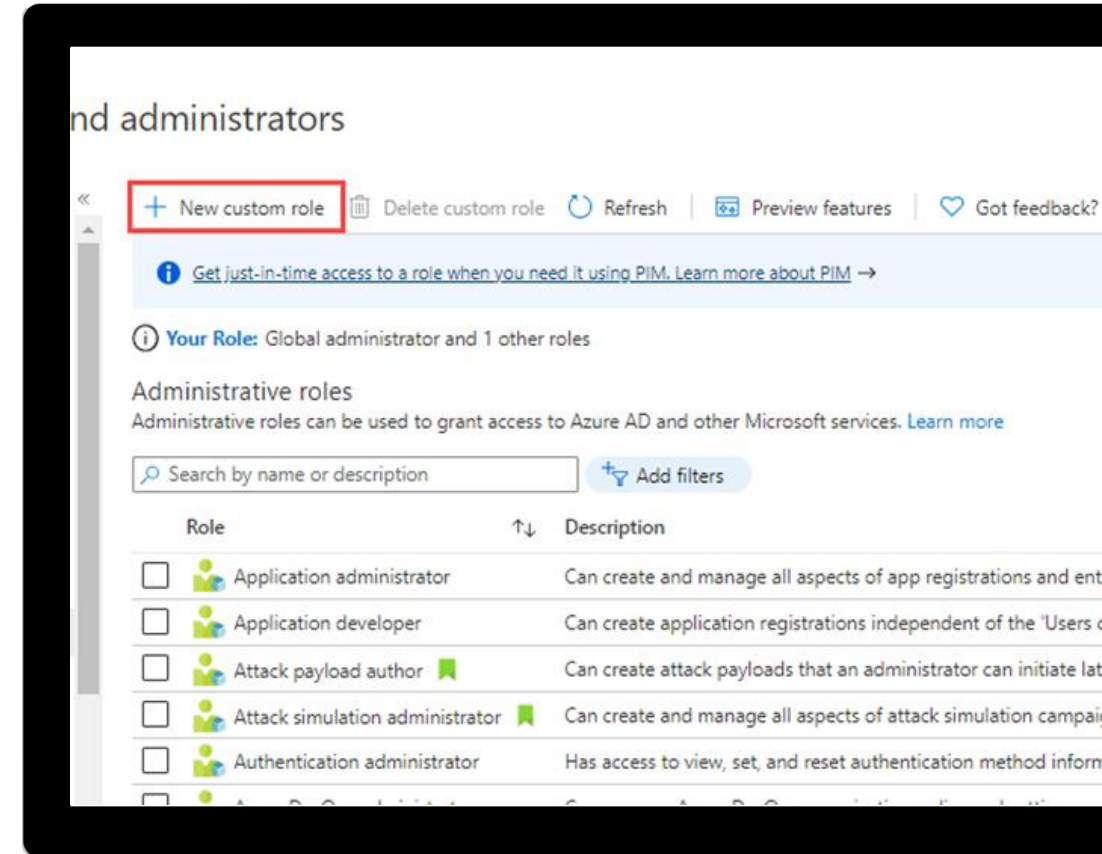 nd administrators
« + New custom role Delete custom role Refresh Preview features Got feedback?
Get just-in-time access to a role when you need it using PIM. Learn more about PIM →
Your Role: Global administrator and 1 other roles
Administrative roles
Administrative roles can be used to grant access to Azure AD and other Microsoft services. Learn more
Search by name or description Add filters
Role ↑↓ Description
Application administrator Can create and manage all aspects of app registrations and ent
Application developer Can create application registrations independent of the 'Users
Attack payload author Can create attack payloads that an administrator can initiate lat
Attack simulation administrator Can create and manage all aspects of attack simulation campai
Authentication administrator Has access to view, set, and reset authentication method inform